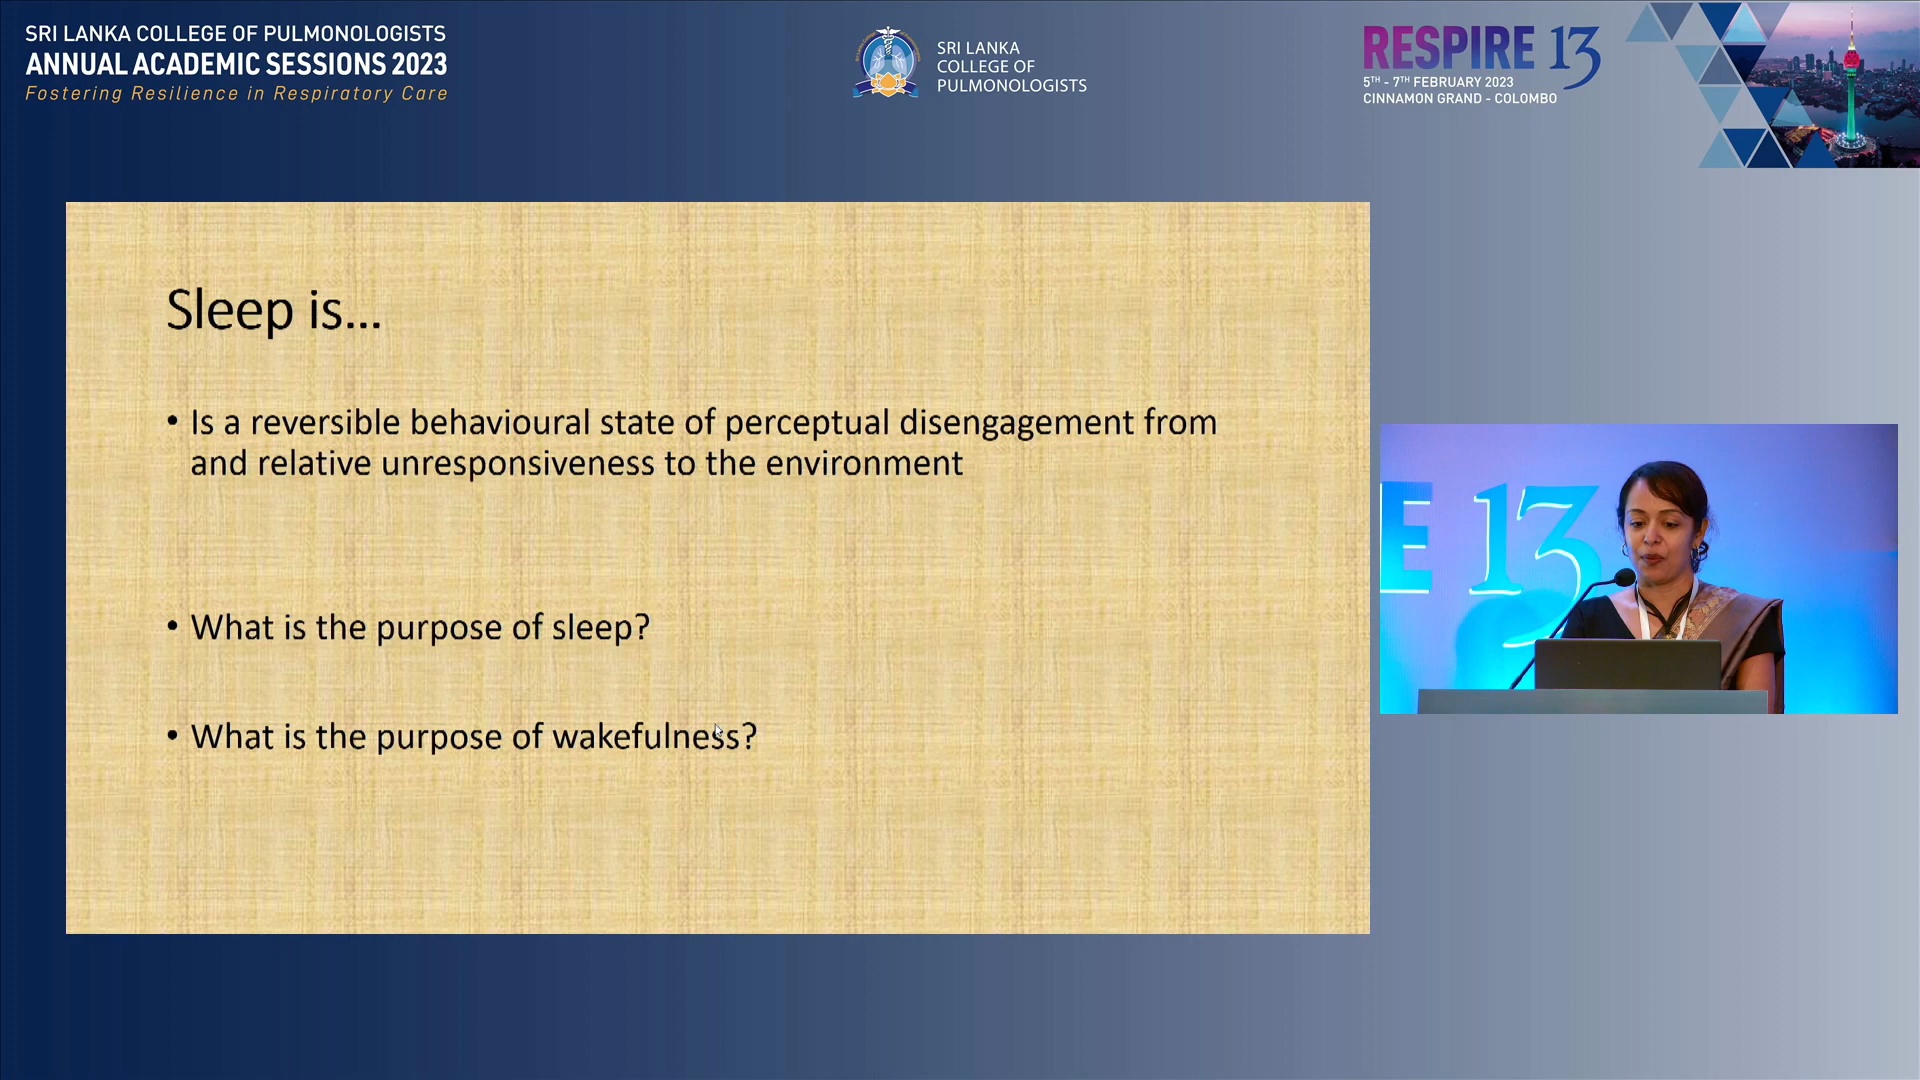 SRI LANKA COLLEGE OF PULMONOLOGISTS
ANNUAL ACADEMIC SESSIONS 2023
Fostering Resilience in Respiratory Care
SRI LANKA
COLLEGE OF
PULMONOLOGISTS
RESPIRE 13
5TH - 7TH FEBRUARY 2023
CINNAMON GRAND - COLOMBO
Sleep is...
• Is a reversible behavioural state of perceptual disengagement from
and relative unresponsiveness to the environment
• What is the purpose of sleep?
• What is the purpose of wakefulness?
E 13